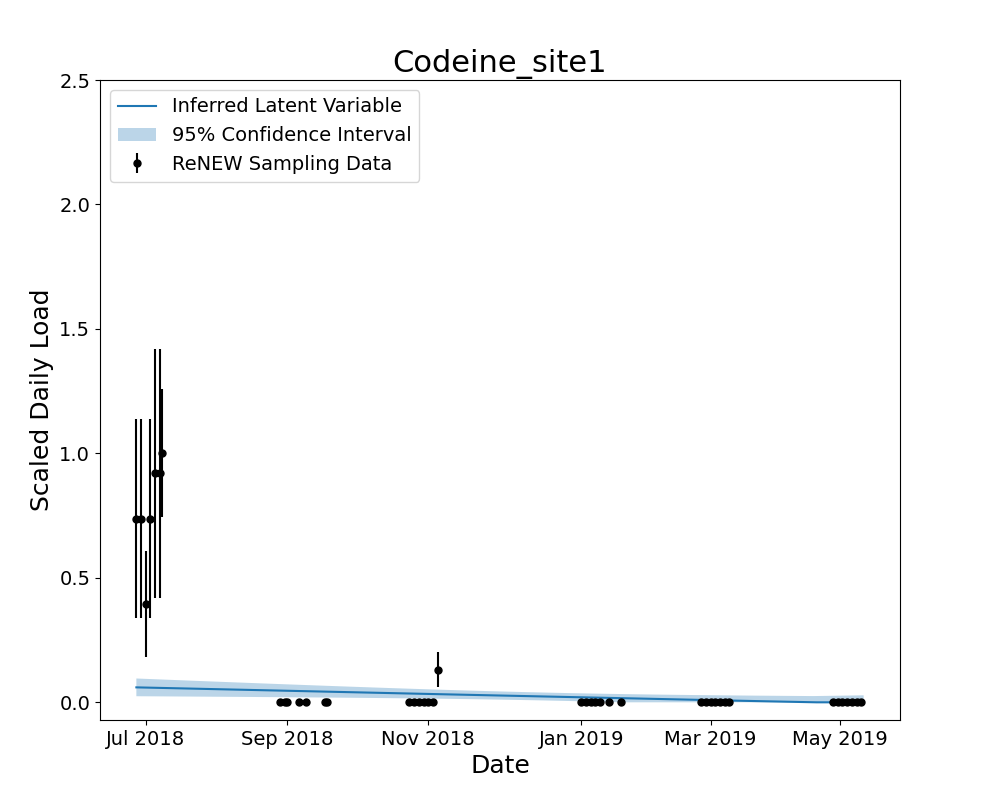 Codeine_site1
2.5
2.0
1.5
1.0
0.5
0.0
Scaled Daily Load
Inferred Latent Variable
95% Confidence Interval
ReNEW Sampling Data
Jul 2018 Sep 2018 Nov 2018 Jan 2019 Mar 2019 May 2019
Date